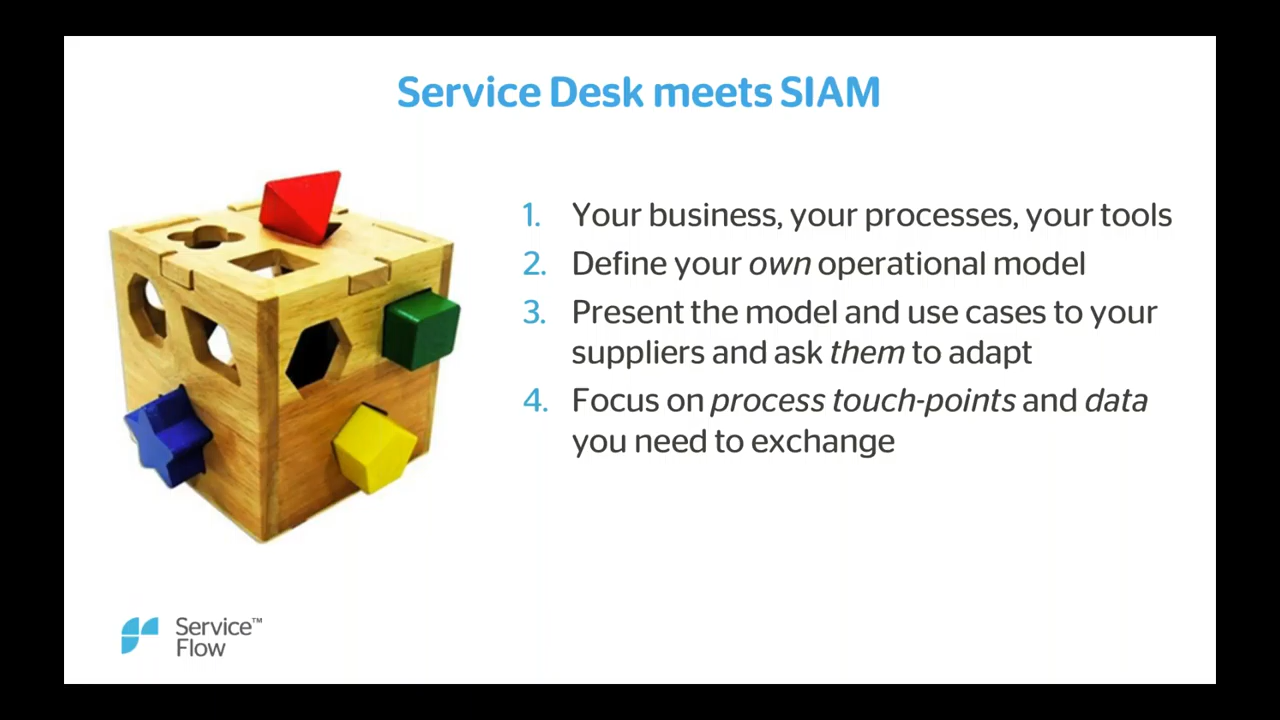 Service Desk meets SIAM
1. Your business, your processes, your tools
2. Define your own operational model
3. Present the model and use cases to your
suppliers and ask them to adapt
4. Focus on process touch-points and data
you need to exchange
Service™
Flow